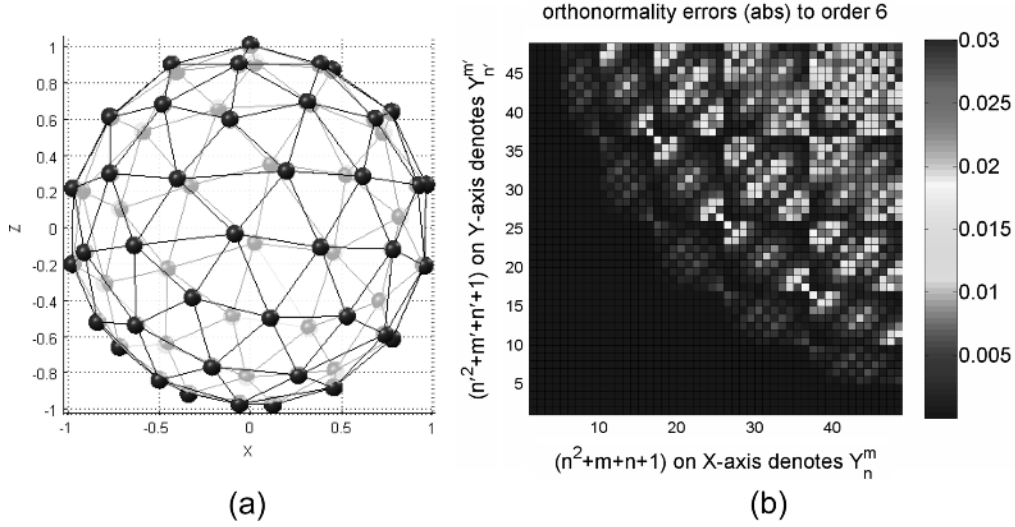 orthonormality errors (abs) to order 6
1
0.8
0.6
0.4
0.2
0
-0.2
-0.4
-0.6
-0.8
-1
Z
-1 -0.5 0 0.5 1
X
(a)
(n′²+m′+n′+1) on Y-axis denotes Y_{n′}^{m′}
45
40
35
30
25
20
15
10
5
10 20 30 40
(n²+m+n+1) on X-axis denotes Y_n^m
(b)
0.03
0.025
0.02
0.015
0.01
0.005